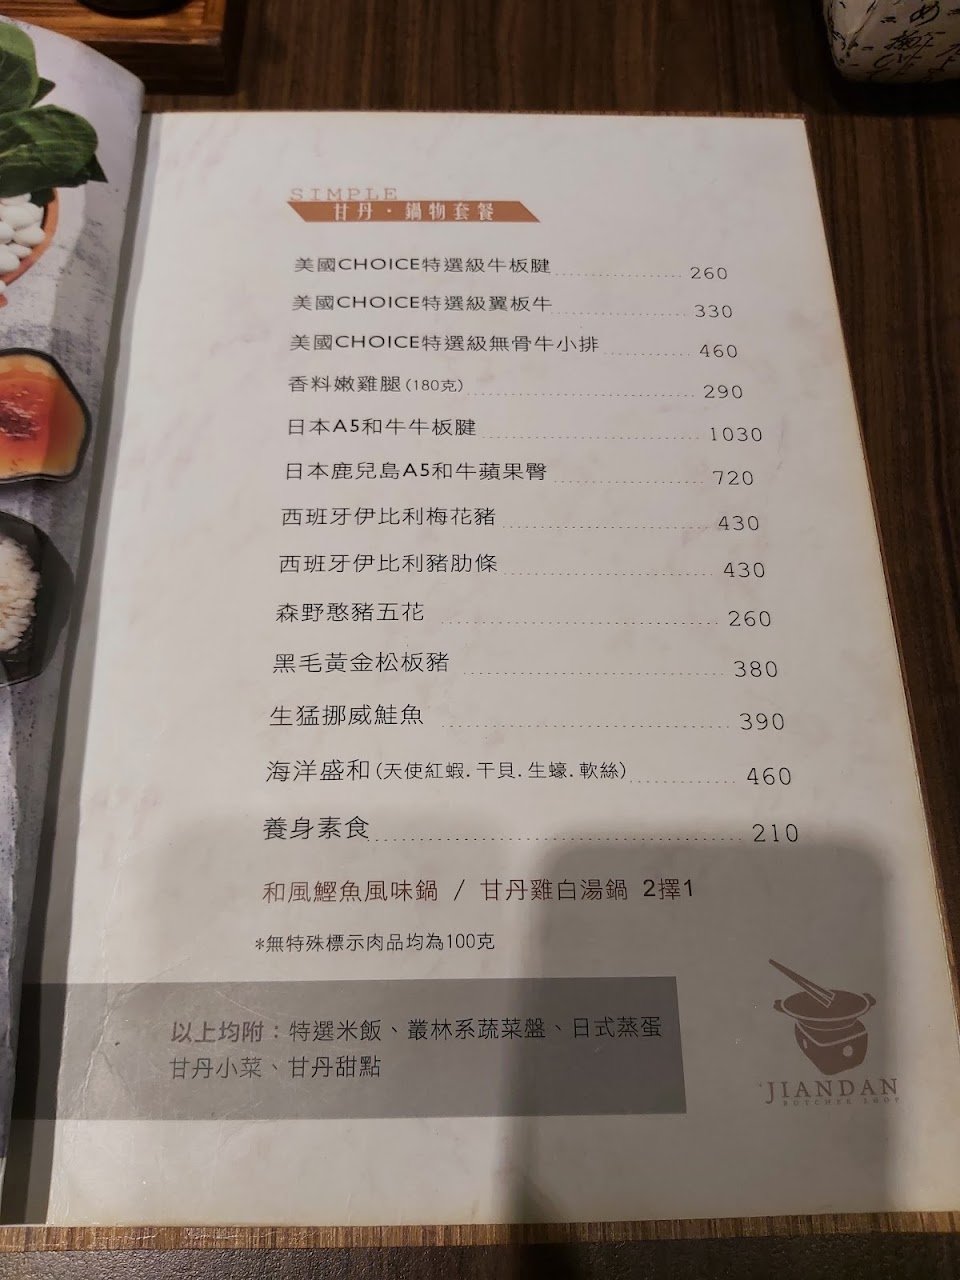 SIMPLE
甘丹·鍋物套餐
美國CHOICE特選級牛板腱 260
美國CHOICE特選級翼板牛 330
美國CHOICE特選級無骨牛小排 460
香料嫩雞腿(180克) 290
日本A5和牛牛板腱 1030
日本鹿兒島A5和牛蘋果臀 720
西班牙伊比利梅花豬 430
西班牙伊比利豬肋條 430
森野憨豬五花 260
黑毛黃金松板豬 380
生猛挪威鮭魚 390
海洋盛和(天使紅蝦.干貝.生蠔.軟絲) 460
養身素食 210
和風鰹魚風味鍋 / 甘丹雞白湯鍋 2擇1
*無特殊標示肉品均為100克
以上均附：特選米飯、叢林系蔬菜盤、日式蒸蛋
甘丹小菜、甘丹甜點
JIANDAN
BUTCHER SHOP